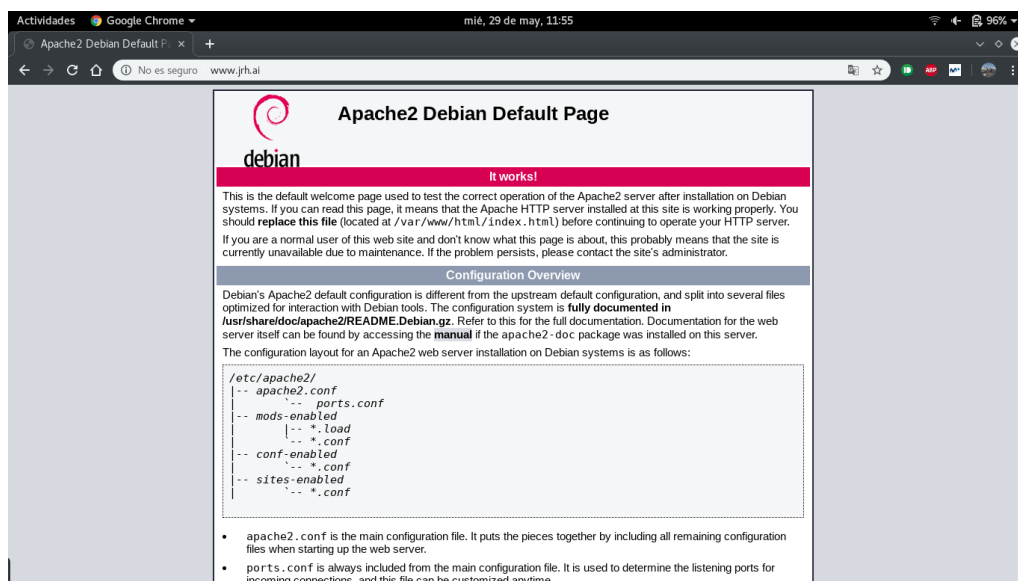 Actividades Google Chrome mié, 29 de may, 11:55 96%
Apache2 Debian Default P
No es seguro www.jrh.ai
ABP
debian
Apache2 Debian Default Page
It works!
This is the default welcome page used to test the correct operation of the Apache2 server after installation on Debian
systems. If you can read this page, it means that the Apache HTTP server installed at this site is working properly. You
should replace this file (located at /var/www/html/index.html) before continuing to operate your HTTP server.
If you are a normal user of this web site and don't know what this page is about, this probably means that the site is
currently unavailable due to maintenance. If the problem persists, please contact the site's administrator.
Configuration Overview
Debian's Apache2 default configuration is different from the upstream default configuration, and split into several files
optimized for interaction with Debian tools. The configuration system is fully documented in
/usr/share/doc/apache2/README.Debian.gz. Refer to this for the full documentation. Documentation for the web
server itself can be found by accessing the manual if the apache2-doc package was installed on this server.
The configuration layout for an Apache2 web server installation on Debian systems is as follows:
/etc/apache2/
|-- apache2.conf
|       `--  ports.conf
|-- mods-enabled
|       |-- *.load
|       `-- *.conf
|-- conf-enabled
|       `-- *.conf
|-- sites-enabled
|       `-- *.conf
• apache2.conf is the main configuration file. It puts the pieces together by including all remaining configuration
files when starting up the web server.
• ports.conf is always included from the main configuration file. It is used to determine the listening ports for
incoming connections, and this file can be customized anytime.